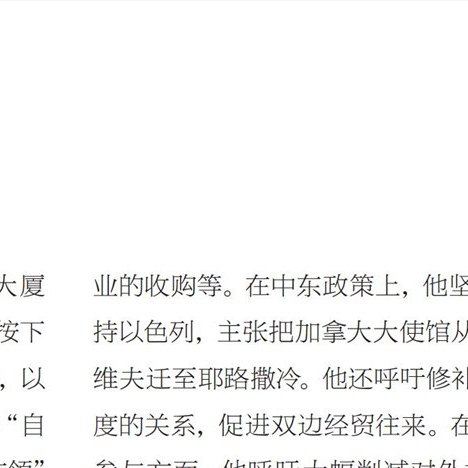 大厦
按下
，以
“自
业的收购等。在中东政策上，他坚
持以色列，主张把加拿大大使馆从
维夫迁至耶路撒冷。他还呼吁修补
度的关系，促进双边经贸往来。在